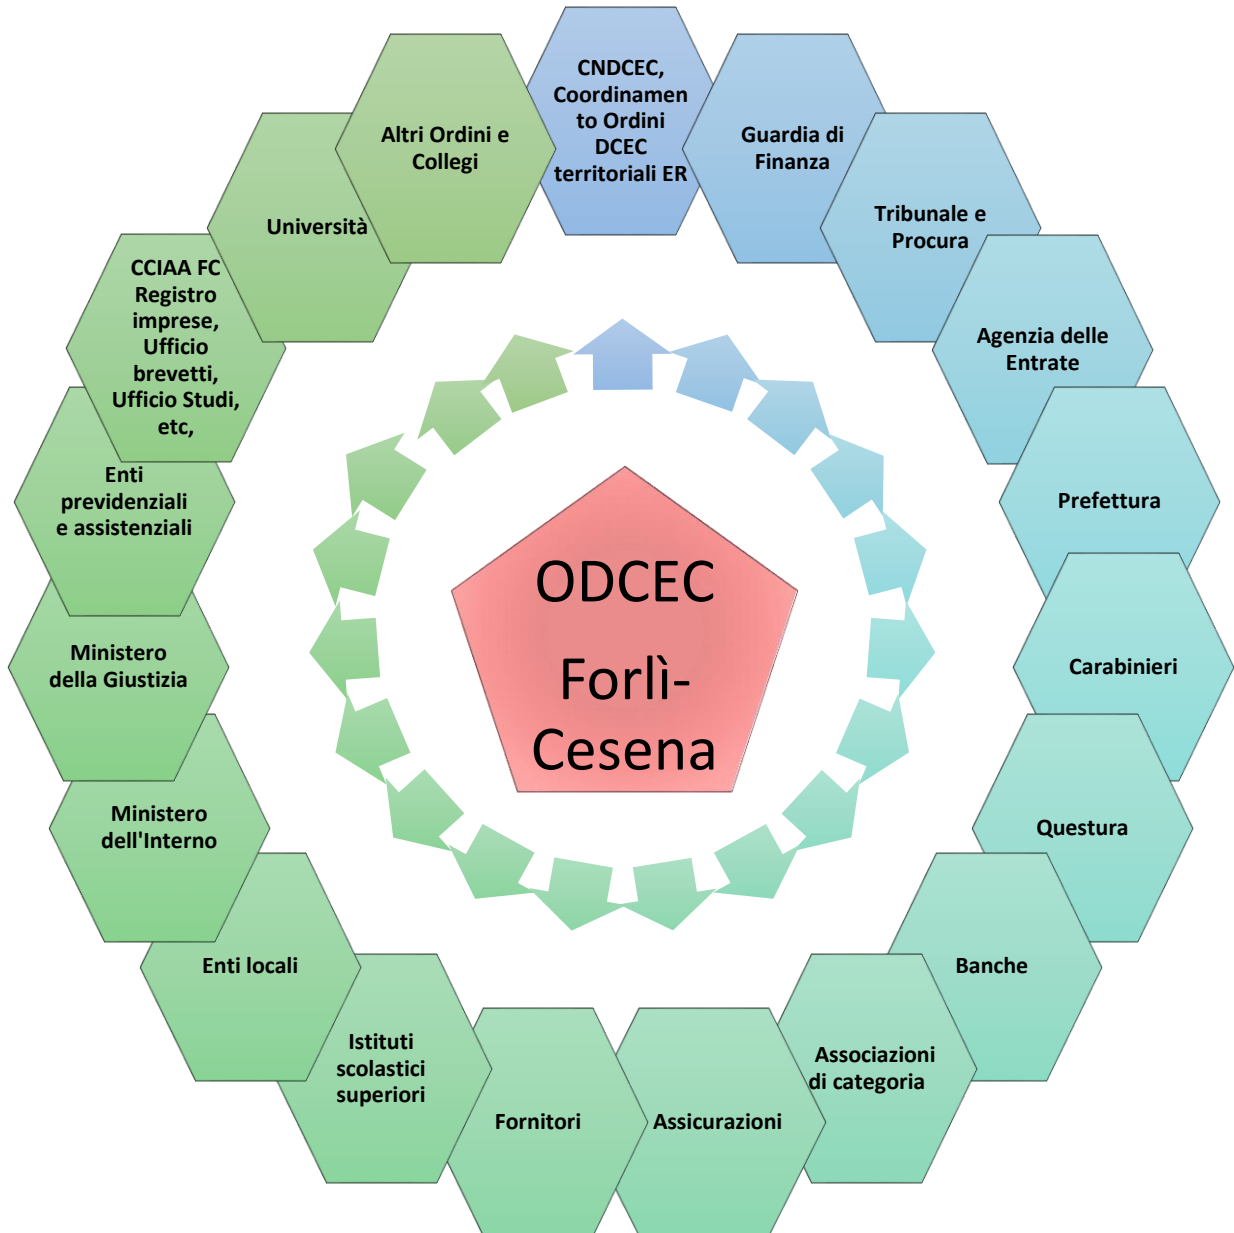 CNDCEC,
Coordinamen
to Ordini
DCEC
territoriali ER
Guardia di
Finanza
Tribunale e
Procura
Agenzia delle
Entrate
Prefettura
Carabinieri
Questura
Banche
Associazioni
di categoria
Assicurazioni
Fornitori
Istituti
scolastici
superiori
Enti locali
Ministero
dell'Interno
Ministero
della Giustizia
Enti
previdenziali
e assistenziali
CCIAA FC
Registro
imprese,
Ufficio
brevetti,
Ufficio Studi,
etc,
Università
Altri Ordini e
Collegi
ODCEC
Forlì-
Cesena